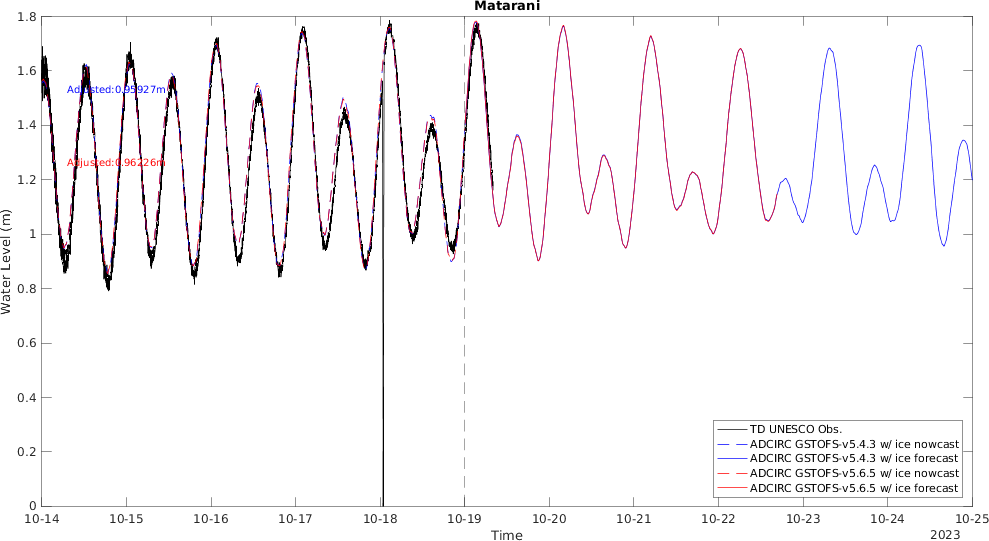 Matarani
1.8
1.6
1.4
1.2
1
0.8
0.6
0.4
0.2
0
Water Level (m)
Adjusted:0.95927m
Adjusted:0.96226m
TD UNESCO Obs.
ADCIRC GSTOFS-v5.4.3 w/ ice nowcast
ADCIRC GSTOFS-v5.4.3 w/ ice forecast
ADCIRC GSTOFS-v5.6.5 w/ ice nowcast
ADCIRC GSTOFS-v5.6.5 w/ ice forecast
10-14 10-15 10-16 10-17 10-18 10-19 10-20 10-21 10-22 10-23 10-24 10-25
Time
2023